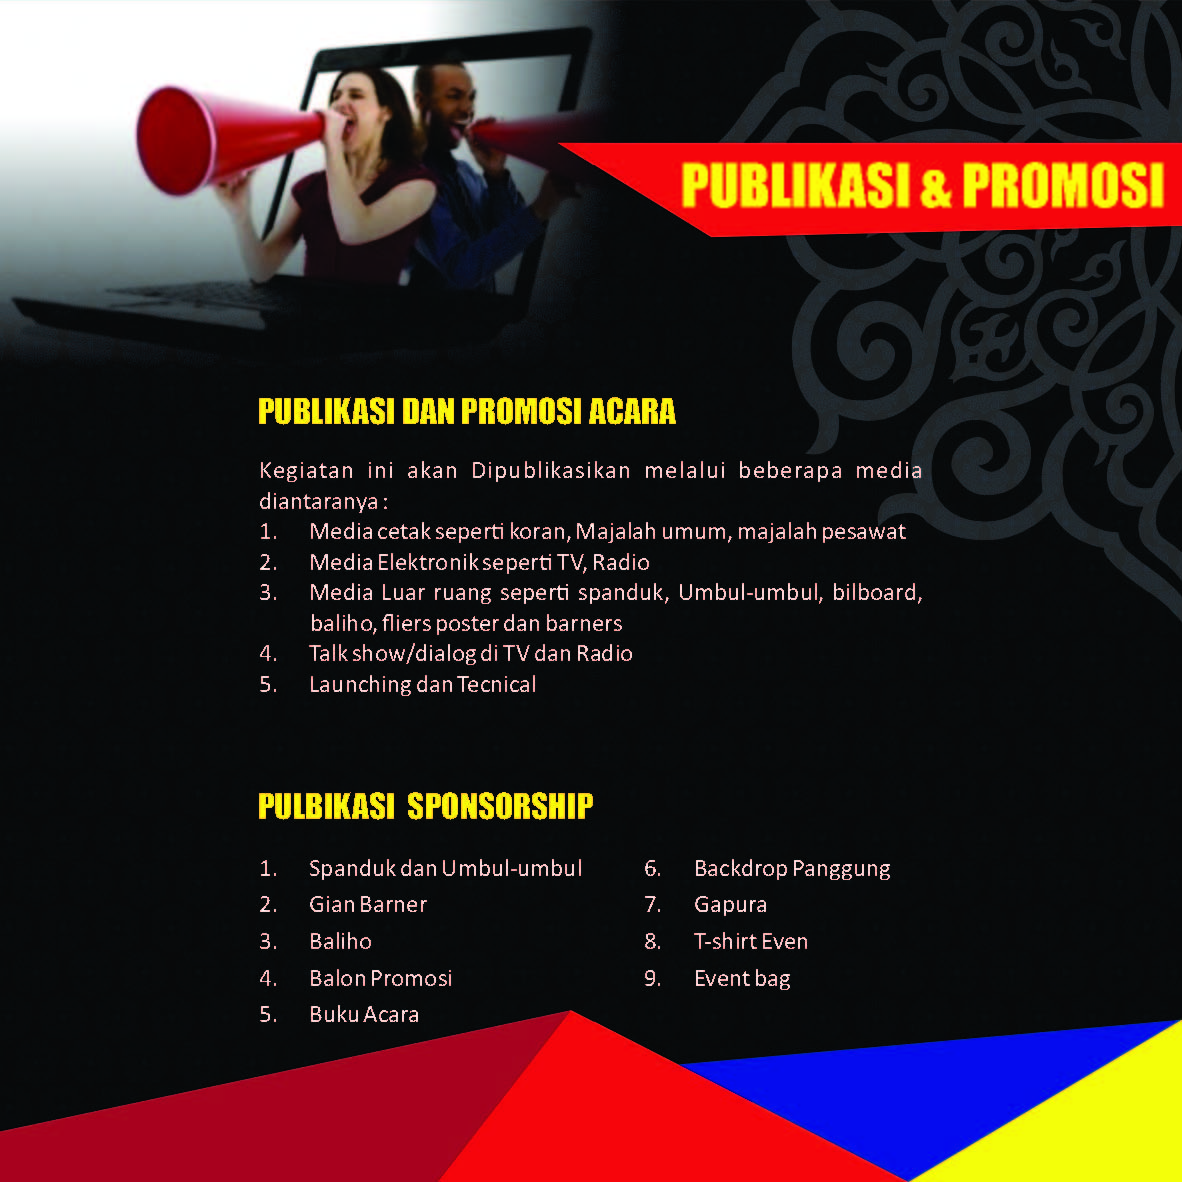 PUBLIKASI & PROMOSI
PUBLIKASI DAN PROMOSI ACARA
Kegiatan ini akan Dipublikasikan melalui beberapa media
diantaranya :
1. Media cetak seperti koran, Majalah umum, majalah pesawat
2. Media Elektronik seperti TV, Radio
3. Media Luar ruang seperti spanduk, Umbul-umbul, bilboard,
baliho, fliers poster dan barners
4. Talk show/dialog di TV dan Radio
5. Launching dan Tecnical
PULBIKASI SPONSORSHIP
1. Spanduk dan Umbul-umbul
2. Gian Barner
3. Baliho
4. Balon Promosi
5. Buku Acara
6. Backdrop Panggung
7. Gapura
8. T-shirt Even
9. Event bag